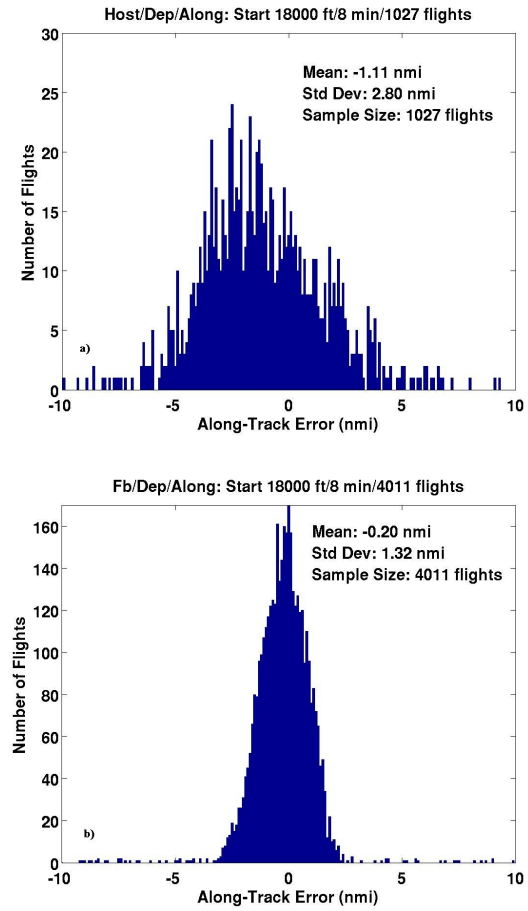 Host/Dep/Along: Start 18000 ft/8 min/1027 flights
30
25
20
15
10
5
0
Number of Flights
Mean: -1.11 nmi
Std Dev: 2.80 nmi
Sample Size: 1027 flights
a)
-10 -5 0 5 10
Along-Track Error (nmi)
Fb/Dep/Along: Start 18000 ft/8 min/4011 flights
160
140
120
100
80
60
40
20
0
Number of Flights
Mean: -0.20 nmi
Std Dev: 1.32 nmi
Sample Size: 4011 flights
b)
-10 -5 0 5 10
Along-Track Error (nmi)